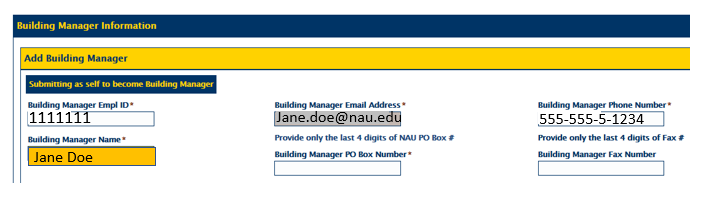 Building Manager Information
Add Building Manager
Submitting as self to become Building Manager
Building Manager Empl ID*
1111111
Building Manager Email Address*
Jane.doe@nau.edu
Building Manager Phone Number*
555-555-5-1234
Building Manager Name*
Jane Doe
Provide only the last 4 digits of NAU PO Box #
Building Manager PO Box Number*
Provide only the last 4 digits of Fax #
Building Manager Fax Number